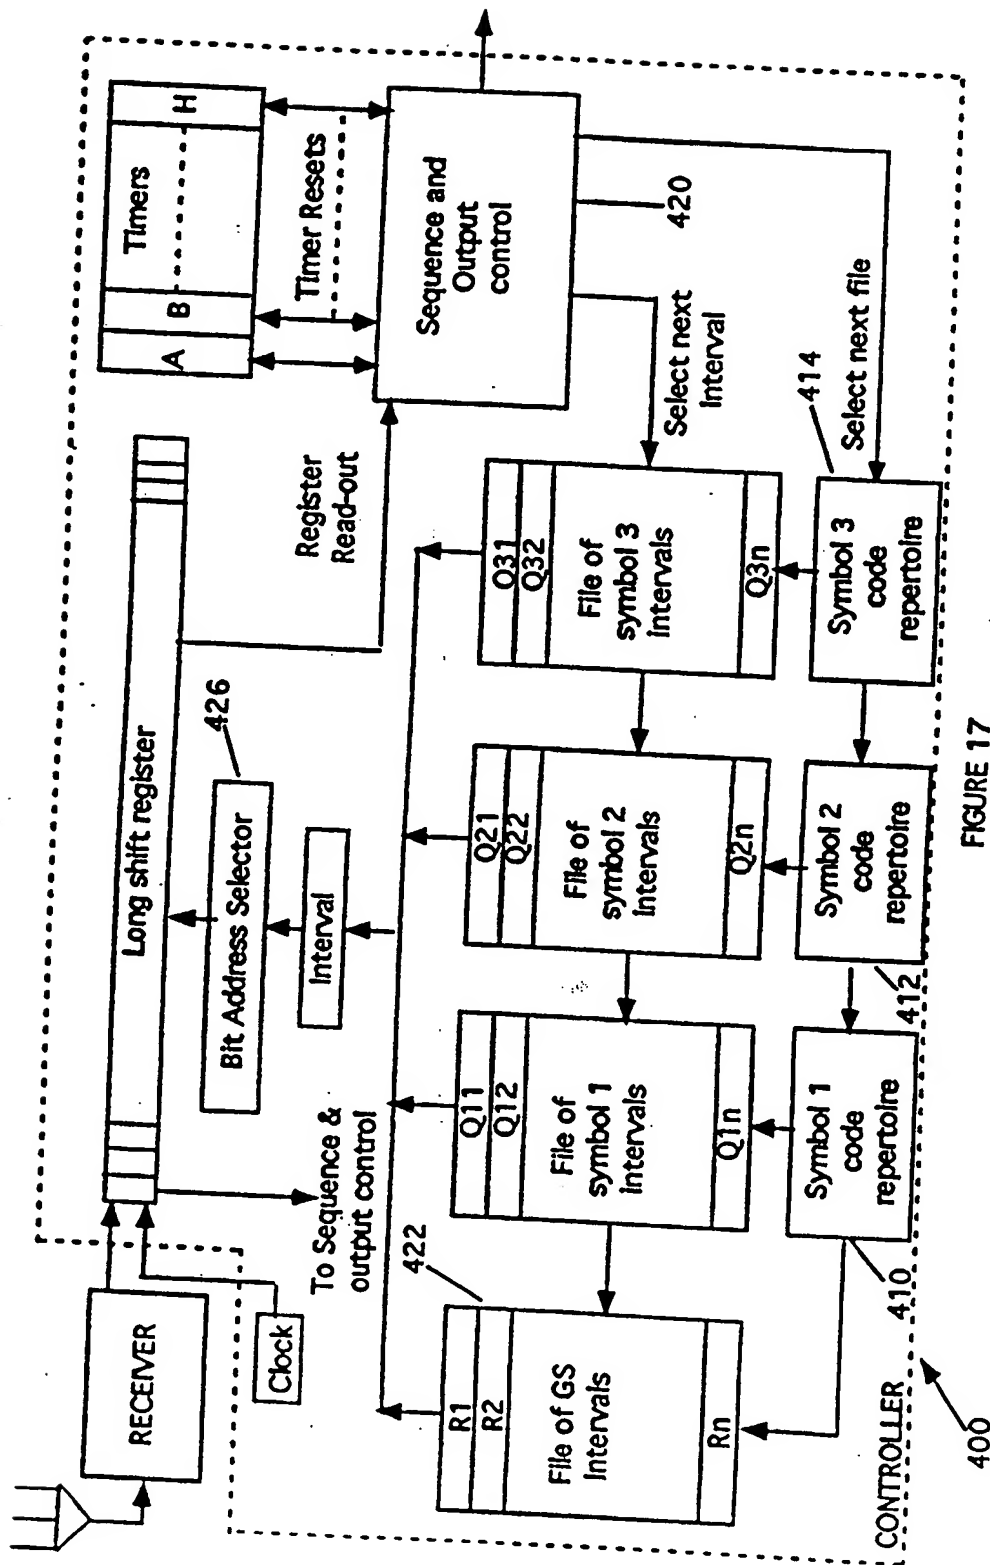 RECEIVER
Clock
Long shift register
To Sequence &
output control
Bit Address Selector
426
Interval
Register
Read-out
A
B
Timers
H
Timer Resets
Sequence and
Output
control
420
Select next
Interval
Select next file
422
R1
R2
File of GS
Intervals
Rn
Q11
Q12
File of
symbol 1
Intervals
Q1n
Q21
Q22
File of
symbol 2
Intervals
Q2n
Q31
Q32
File of
symbol 3
intervals
Q3n
Symbol 1
code
repertoire
410
Symbol 2
code
repertoire
412
Symbol 3
code
repertoire
414
CONTROLLER
400
FIGURE 17